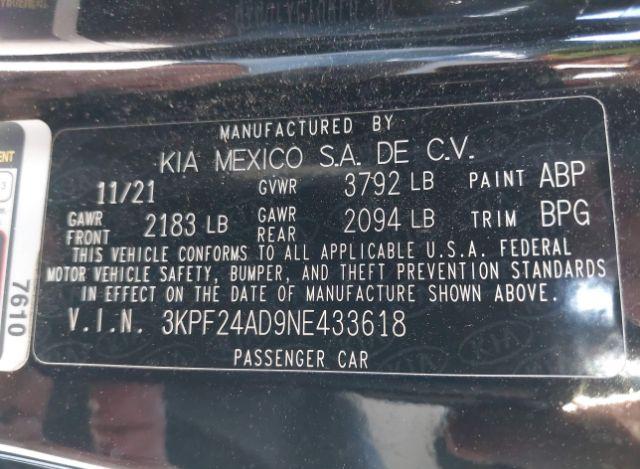 MANUFACTURED BY
KIA MEXICO S.A. DE C.V.
11/21 GVWR 3792 LB PAINT ABP
GAWR FRONT 2183 LB GAWR REAR 2094 LB TRIM BPG
THIS VEHICLE CONFORMS TO ALL APPLICABLE U.S.A. FEDERAL
MOTOR VEHICLE SAFETY, BUMPER, AND THEFT PREVENTION STANDARDS
IN EFFECT ON THE DATE OF MANUFACTURE SHOWN ABOVE.
V.I.N. 3KPF24AD9NE433618
PASSENGER CAR
7610